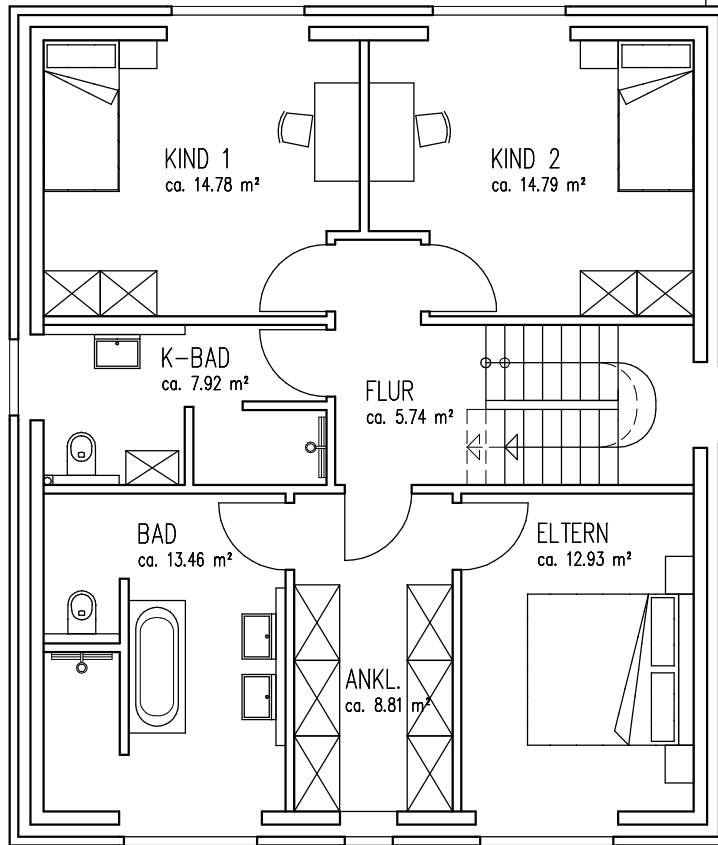 KIND 1
ca. 14.78 m²
KIND 2
ca. 14.79 m²
K-BAD
ca. 7.92 m²
FLUR
ca. 5.74 m²
BAD
ca. 13.46 m²
ELTERN
ca. 12.93 m²
ANKL.
ca. 8.81 m²